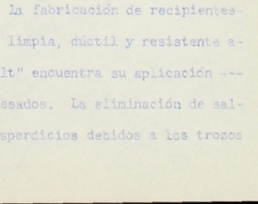 la fabricación de recipientes-
limpia, dúctil y resistente a-
lt" encuentra su aplicación ---
esados. La eliminación de sal-
sperdicios debidos a los trozos